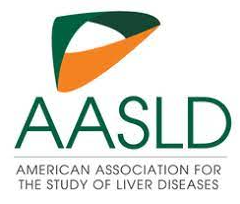 AASLD
AMERICAN ASSOCIATION FOR
THE STUDY OF LIVER DISEASES